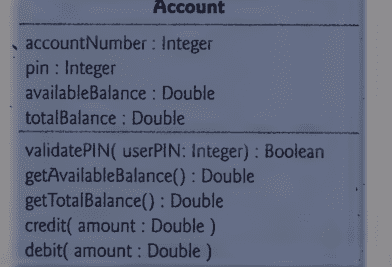 Account
accountNumber : Integer
pin : Integer
availableBalance : Double
totalBalance : Double
validatePIN( userPIN: Integer) : Boolean
getAvailableBalance() : Double
getTotalBalance() : Double
credit( amount : Double )
debit( amount : Double )